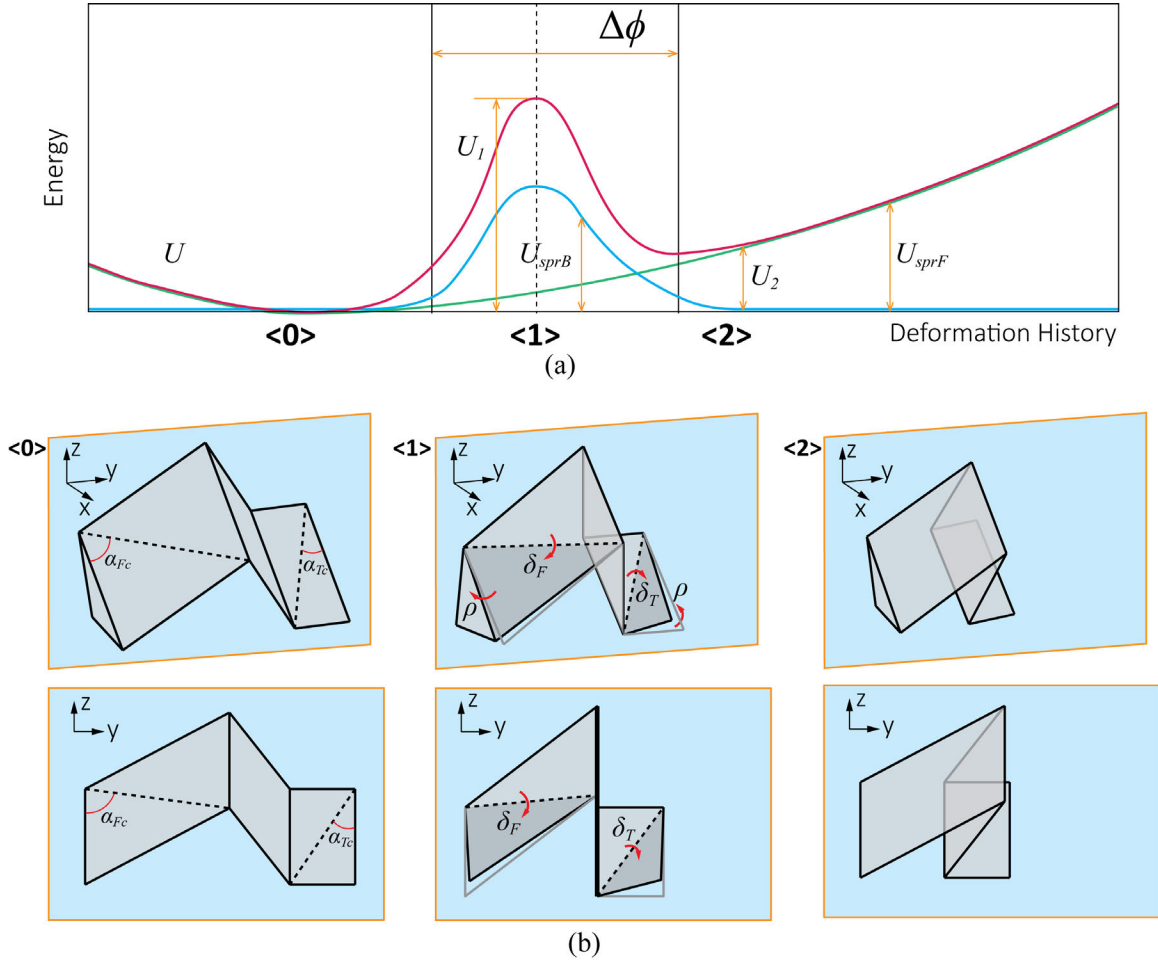 Δϕ
U₁
Energy
U
U_sprB
U₂
U_sprF
<0>
<1>
<2>
Deformation History
(a)
<0>
z
y
x
α_Fc
α_Tc
<1>
z
y
x
δ_F
δ_T
ρ
ρ
<2>
z
y
x
z
y
α_Fc
α_Tc
z
y
δ_F
δ_T
z
y
(b)